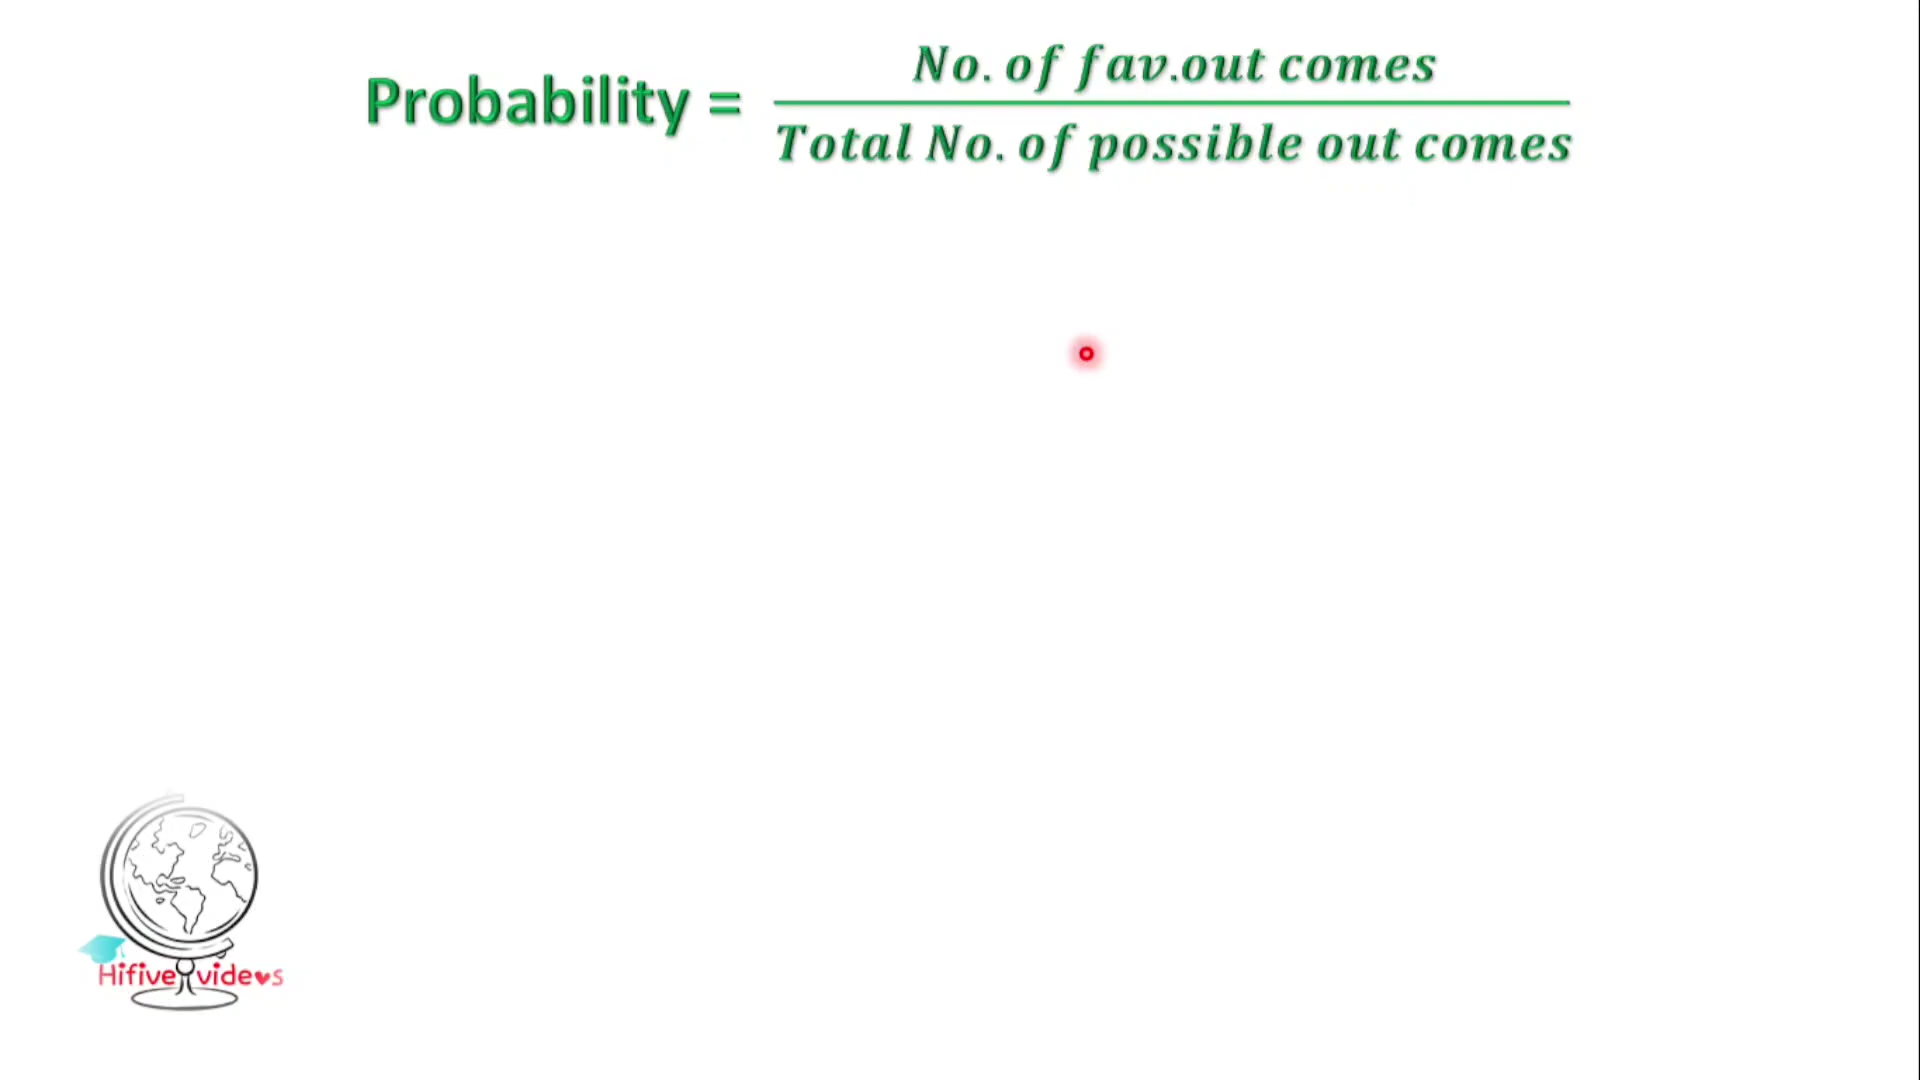 Probability =
No. of fav.out comes
Total No. of possible out comes
Hifive videos